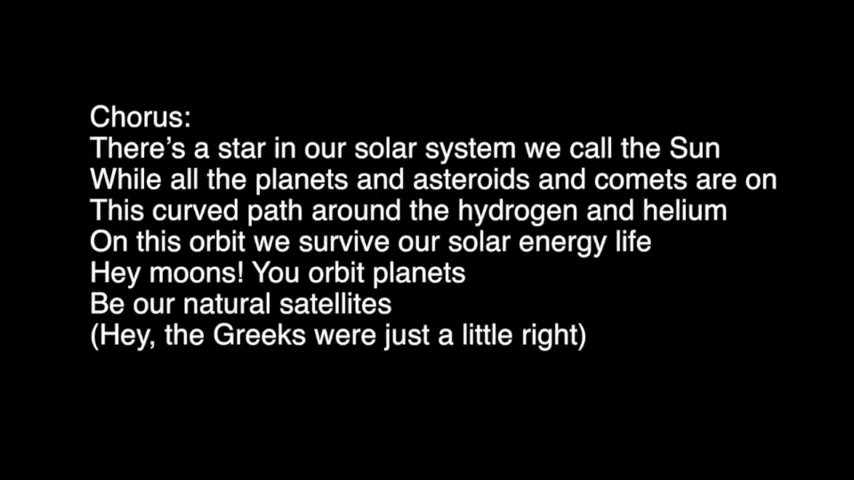 Chorus:
There’s a star in our solar system we call the Sun
While all the planets and asteroids and comets are on
This curved path around the hydrogen and helium
On this orbit we survive our solar energy life
Hey moons! You orbit planets
Be our natural satellites
(Hey, the Greeks were just a little right)